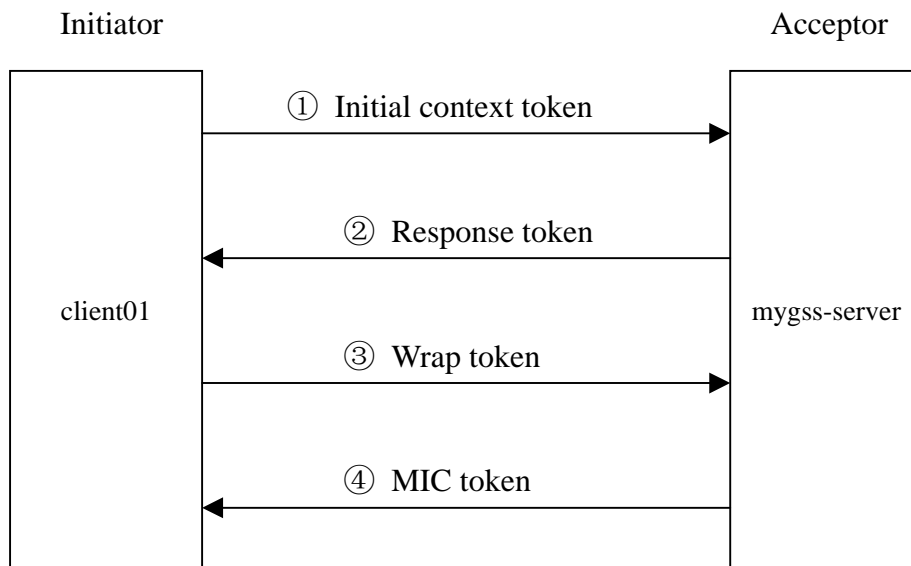 Initiator Acceptor
① Initial context token
② Response token
client01 mygss-server
③ Wrap token
④ MIC token